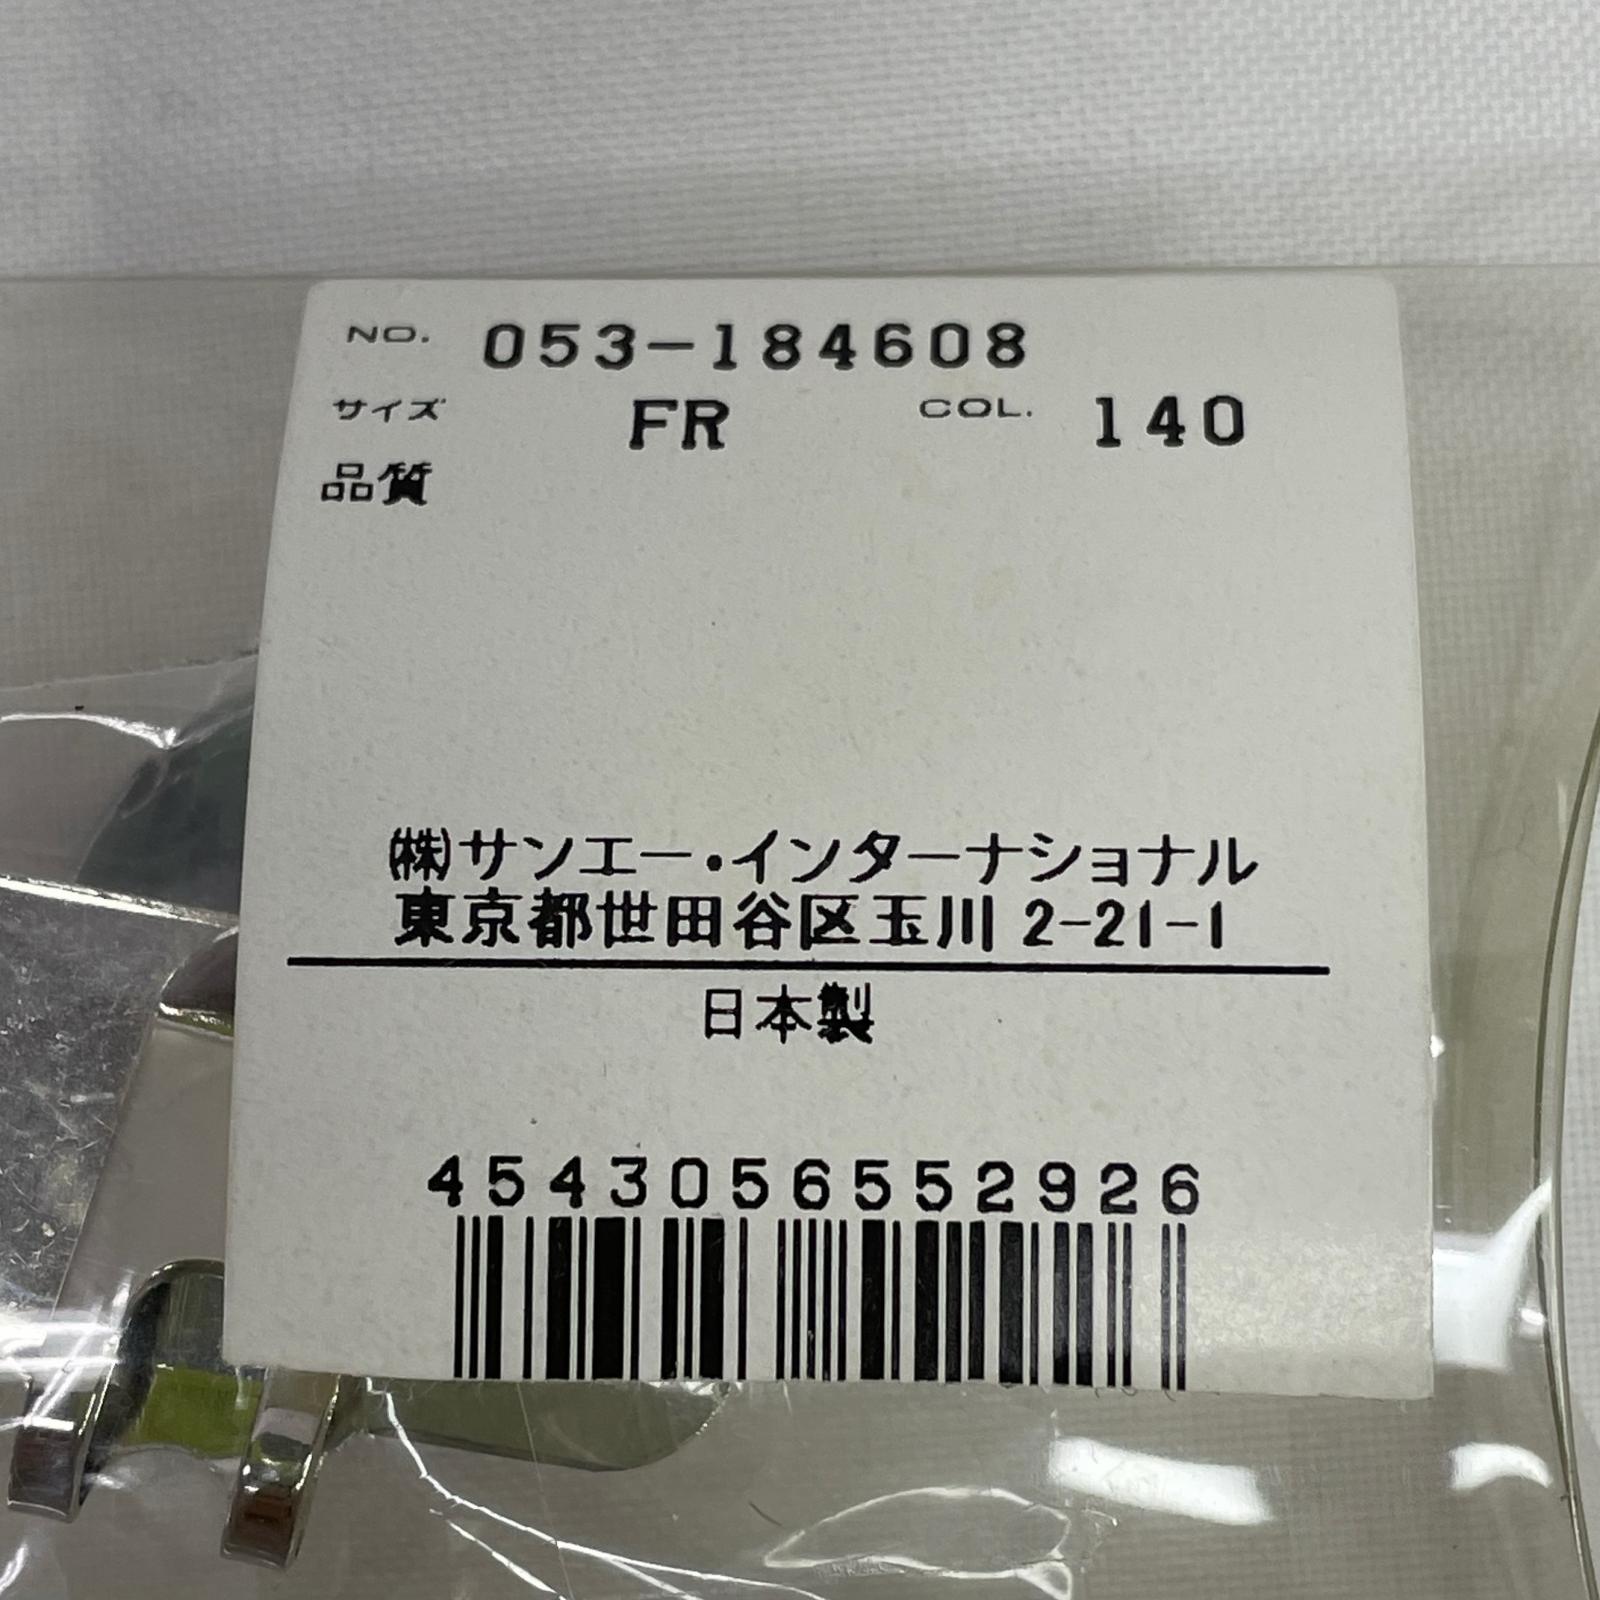 NO. 053-184608
サイズ FR COL. 140
品質
㈱サンエー・インターナショナル
東京都世田谷区玉川 2-21-1
日本製
4543056552926